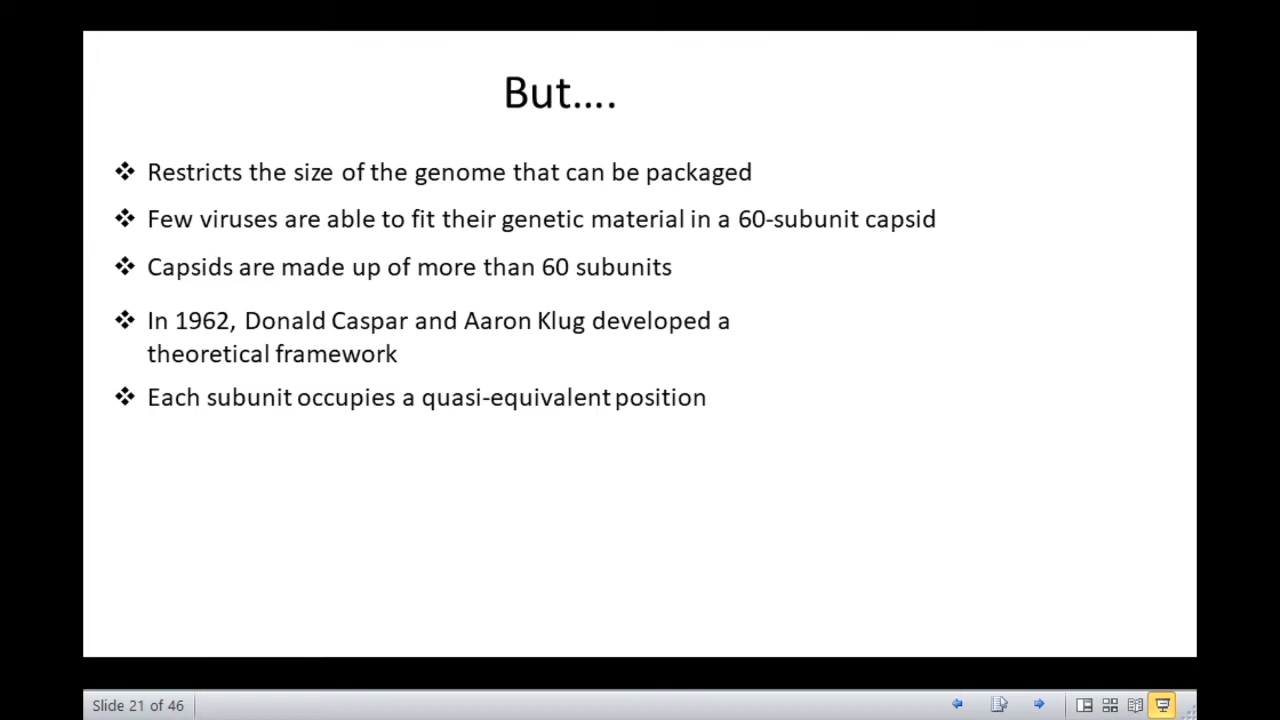 But....
❖ Restricts the size of the genome that can be packaged
❖ Few viruses are able to fit their genetic material in a 60-subunit capsid
❖ Capsids are made up of more than 60 subunits
❖ In 1962, Donald Caspar and Aaron Klug developed a
theoretical framework
❖ Each subunit occupies a quasi-equivalent position
Slide 21 of 46